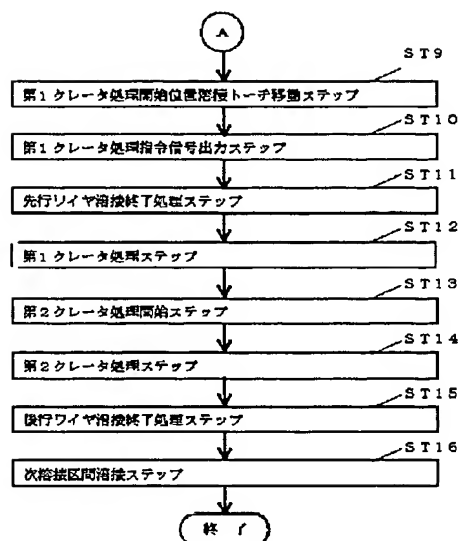 A
ST9
第1クレータ処理開始位置溶接トーチ移動ステップ
ST10
第1クレータ処理指令信号出力ステップ
ST11
先行ワイヤ溶接終了処理ステップ
ST12
第1クレータ処理ステップ
ST13
第2クレータ処理開始ステップ
ST14
第2クレータ処理ステップ
ST15
後行ワイヤ溶接終了処理ステップ
ST16
次溶接区間溶接ステップ
終了